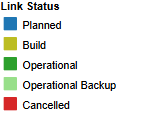 Link Status
Planned
Build
Operational
Operational Backup
Cancelled